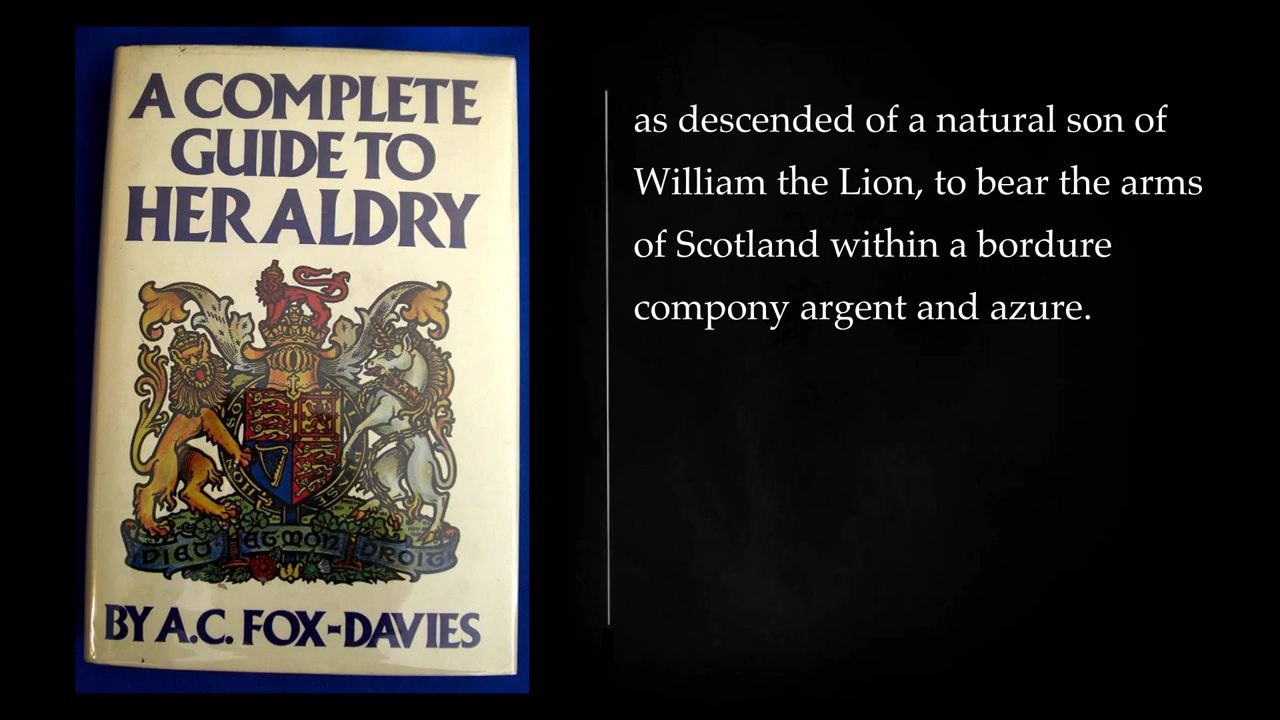 A COMPLETE
GUIDE TO
HERALDRY
DIEU ET MON DROIT
BY A.C. FOX-DAVIES
as descended of a natural son of
William the Lion, to bear the arms
of Scotland within a bordure
compony argent and azure.